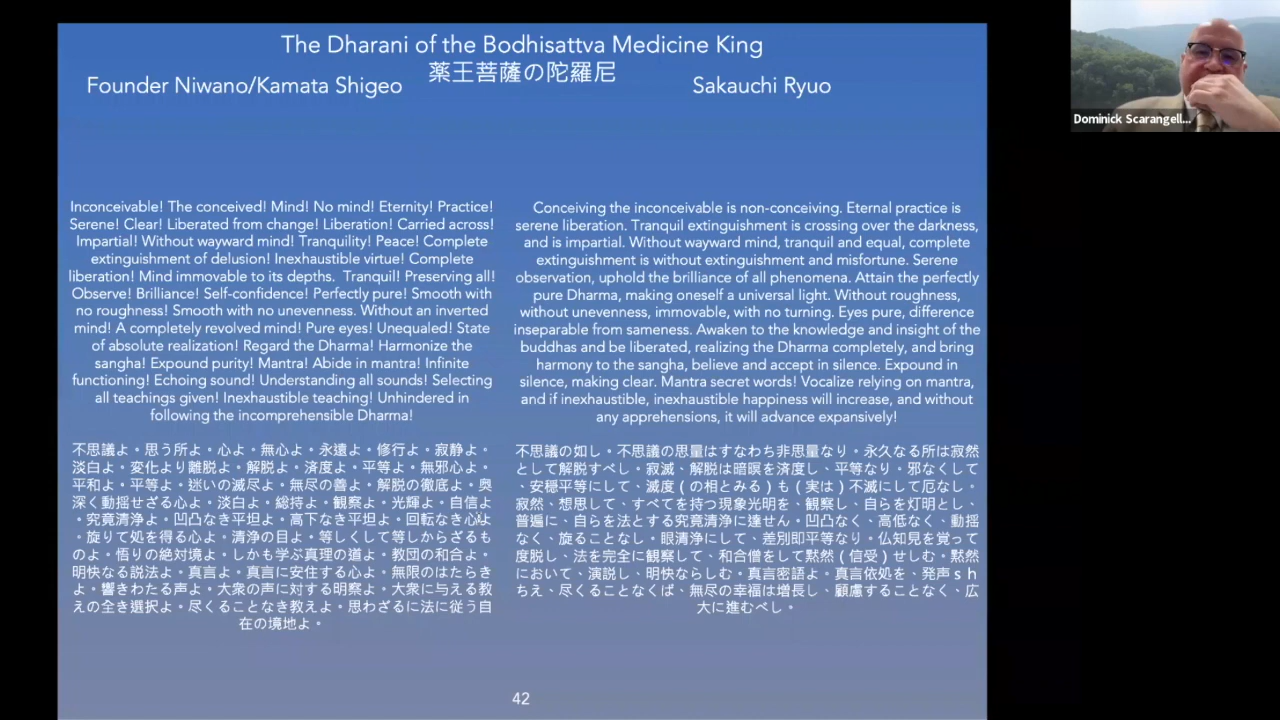 The Dharani of the Bodhisattva Medicine King
薬王菩薩の陀羅尼
Founder Niwano/Kamata Shigeo
Sakauchi Ryuo
Inconceivable! The conceived! Mind! No mind! Eternity! Practice!
Serene! Clear! Liberated from change! Liberation! Carried across!
Impartial! Without wayward mind! Tranquility! Peace! Complete
extinguishment of delusion! Inexhaustible virtue! Complete
liberation! Mind immovable to its depths. Tranquil! Preserving all!
Observe! Brilliance! Self-confidence! Perfectly pure! Smooth with
no roughness! Smooth with no unevenness. Without an inverted
mind! A completely revolved mind! Pure eyes! Unequaled! State
of absolute realization! Regard the Dharma! Harmonize the
sangha! Expound purity! Mantra! Abide in mantra! Infinite
functioning! Echoing sound! Understanding all sounds! Selecting
all teachings given! Inexhaustible teaching! Unhindered in
following the incomprehensible Dharma!
不思議よ。思う所よ。心よ。無心よ。永遠よ。修行よ。寂静よ。
淡白よ。変化より離脱よ。解脱よ。済度よ。平等よ。無邪心よ。
平和よ。平等よ。迷いの滅尽よ。無尽の善よ。解脱の徹底よ。奥
深く動揺せざる心よ。淡白よ。総持よ。観察よ。光輝よ。自信よ
。究竟清浄よ。凹凸なき平坦よ。高下なき平坦よ。回転なき心よ
。旋りて処を得る心よ。清浄の目よ。等しくして等しからざるも
のよ。悟りの絶対境よ。しかも学ぶ真理の道よ。教団の和合よ。
明快なる説法よ。真言よ。真言に安住する心よ。無限のはたらき
よ。響きわたる声よ。大衆の声に対する明察よ。大衆に与える教
えの全き選択よ。尽くることなき教えよ。思わざるに法に従う自
在の境地よ。
Conceiving the inconceivable is non-conceiving. Eternal practice is
serene liberation. Tranquil extinguishment is crossing over the darkness,
and is impartial. Without wayward mind, tranquil and equal, complete
extinguishment is without extinguishment and misfortune. Serene
observation, uphold the brilliance of all phenomena. Attain the perfectly
pure Dharma, making oneself a universal light. Without roughness,
without unevenness, immovable, with no turning. Eyes pure, difference
inseparable from sameness. Awaken to the knowledge and insight of the
buddhas and be liberated, realizing the Dharma completely, and bring
harmony to the sangha, believe and accept in silence. Expound in
silence, making clear. Mantra secret words! Vocalize relying on mantra,
and if inexhaustible, inexhaustible happiness will increase, and without
any apprehensions, it will advance expansively!
不思議の如し。不思議の思量はすなわち非思量なり。永久なる所は寂然
として解脱すべし。寂滅、解脱は暗瞑を済度し、平等なり。邪なくして
、安穏平等にして、滅度（の相とみる）も（実は）不滅にして厄なし。
寂然、想思して、すべてを持つ現象光明を、観察し、自らを灯明とし、
普遍に、自らを法とする究竟清浄に達せん。凹凸なく、高低なく、動揺
なく、旋ることなし。眼清浄にして、差別即平等なり。仏知見を覚って
度脱し、法を完全に観察して、和合僧をして黙然（信受）せしむ。黙然
において、演説し、明快ならしむ。真言密語よ。真言依処を、発声ｓｈ
ちえ、尽くることなくば、無尽の幸福は増長し、顧慮することなく、広
大に進むべし。
42
Dominick Scarangell...